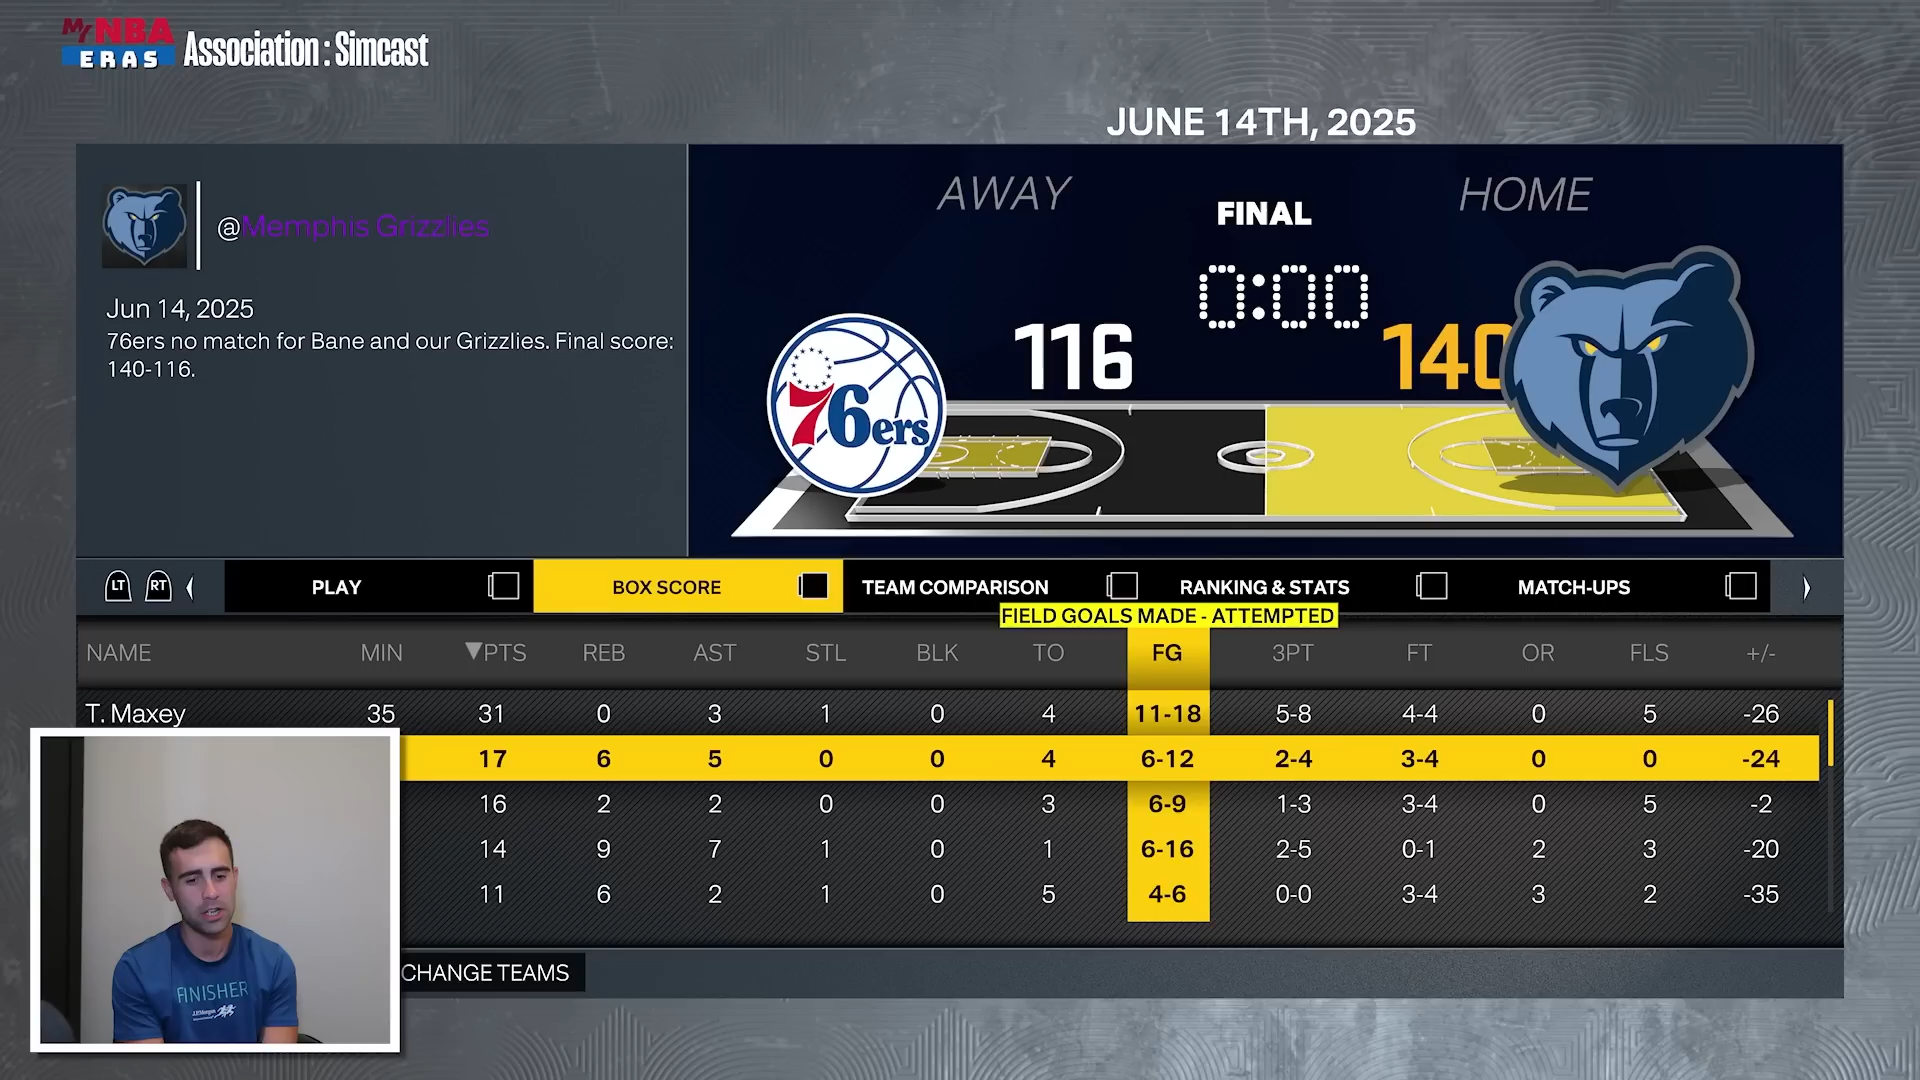 MyNBA
ERAS
Association : Simcast
JUNE 14TH, 2025
@Memphis Grizzlies
Jun 14, 2025
76ers no match for Bane and our Grizzlies. Final score:
140-116.
AWAY
FINAL
HOME
0:00
116
140
76ers
LT RT PLAY BOX SCORE TEAM COMPARISON RANKING & STATS MATCH-UPS
FIELD GOALS MADE - ATTEMPTED
NAME MIN PTS REB AST STL BLK TO FG 3PT FT OR FLS +/-
T. Maxey 35 31 0 3 1 0 4 11-18 5-8 4-4 0 5 -26
17 6 5 0 0 4 6-12 2-4 3-4 0 0 -24
16 2 2 0 0 3 6-9 1-3 3-4 0 5 -2
14 9 7 1 0 1 6-16 2-5 0-1 2 3 -20
11 6 2 1 0 5 4-6 0-0 3-4 3 2 -35
CHANGE TEAMS
FINISHER
J.P.Morgan